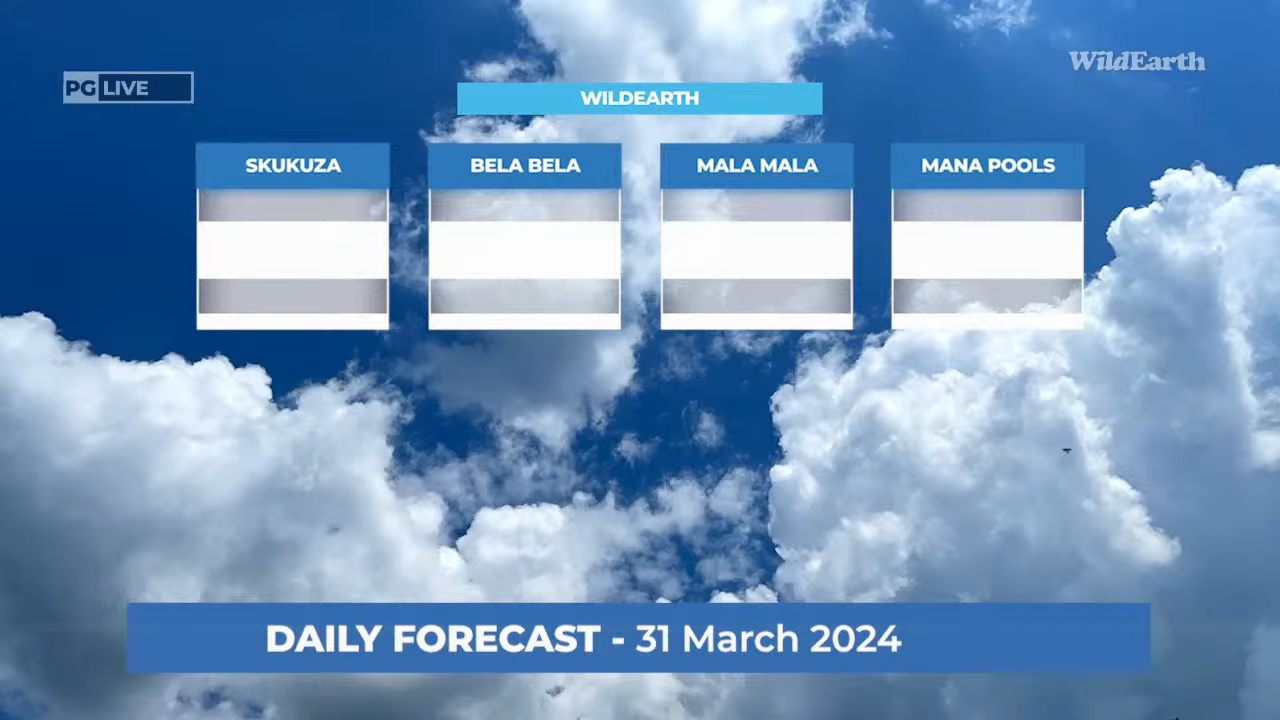 PG LIVE
WildEarth
WILDEARTH
SKUKUZA
BELA BELA
MALA MALA
MANA POOLS
DAILY FORECAST - 31 March 2024